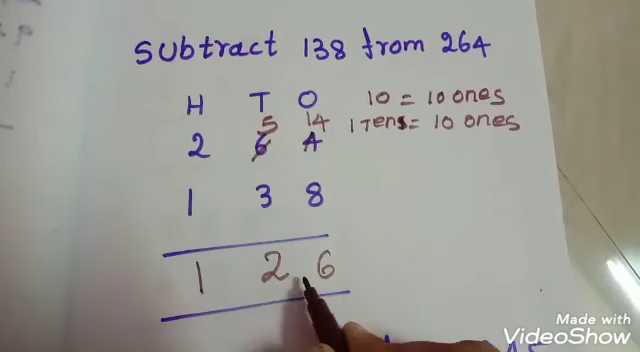 Subtract 138 from 264
H T O 10 = 10 ones
5 14 1 Tens = 10 ones
2 6 4
1 3 8
1 2 6
Made with
VideoShow